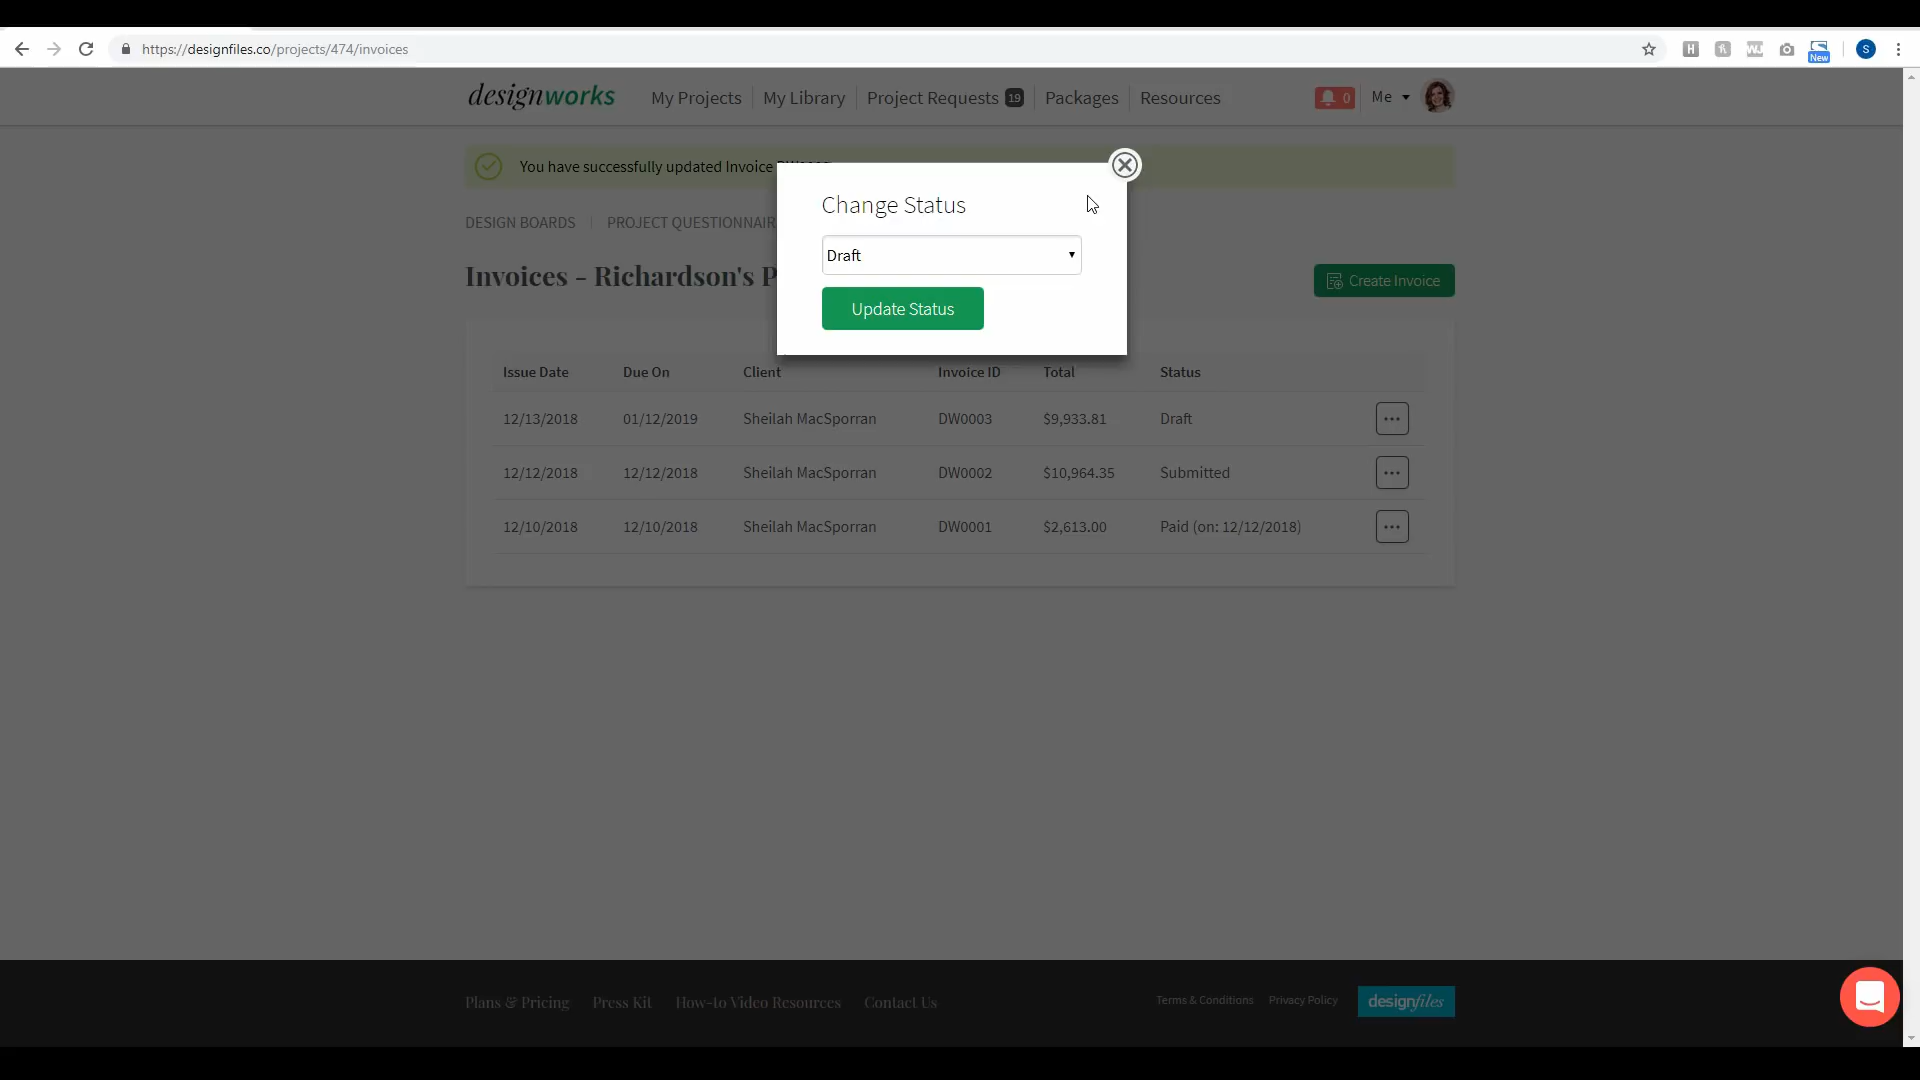 https://designfiles.co/projects/474/invoices
New
S
designworks My Projects My Library Project Requests 19 Packages Resources 0 Me
You have successfully updated Invoice
Change Status
DESIGN BOARDS PROJECT QUESTIONNAIR
Draft
Invoices - Richardson's P
Create Invoice
Update Status
Issue Date Due On Client Invoice ID Total Status
12/13/2018 01/12/2019 Sheilah MacSporran DW0003 $9,933.81 Draft
12/12/2018 12/12/2018 Sheilah MacSporran DW0002 $10,964.35 Submitted
12/10/2018 12/10/2018 Sheilah MacSporran DW0001 $2,613.00 Paid (on: 12/12/2018)
Plans & Pricing Press Kit How-to Video Resources Contact Us Terms & Conditions Privacy Policy designfiles